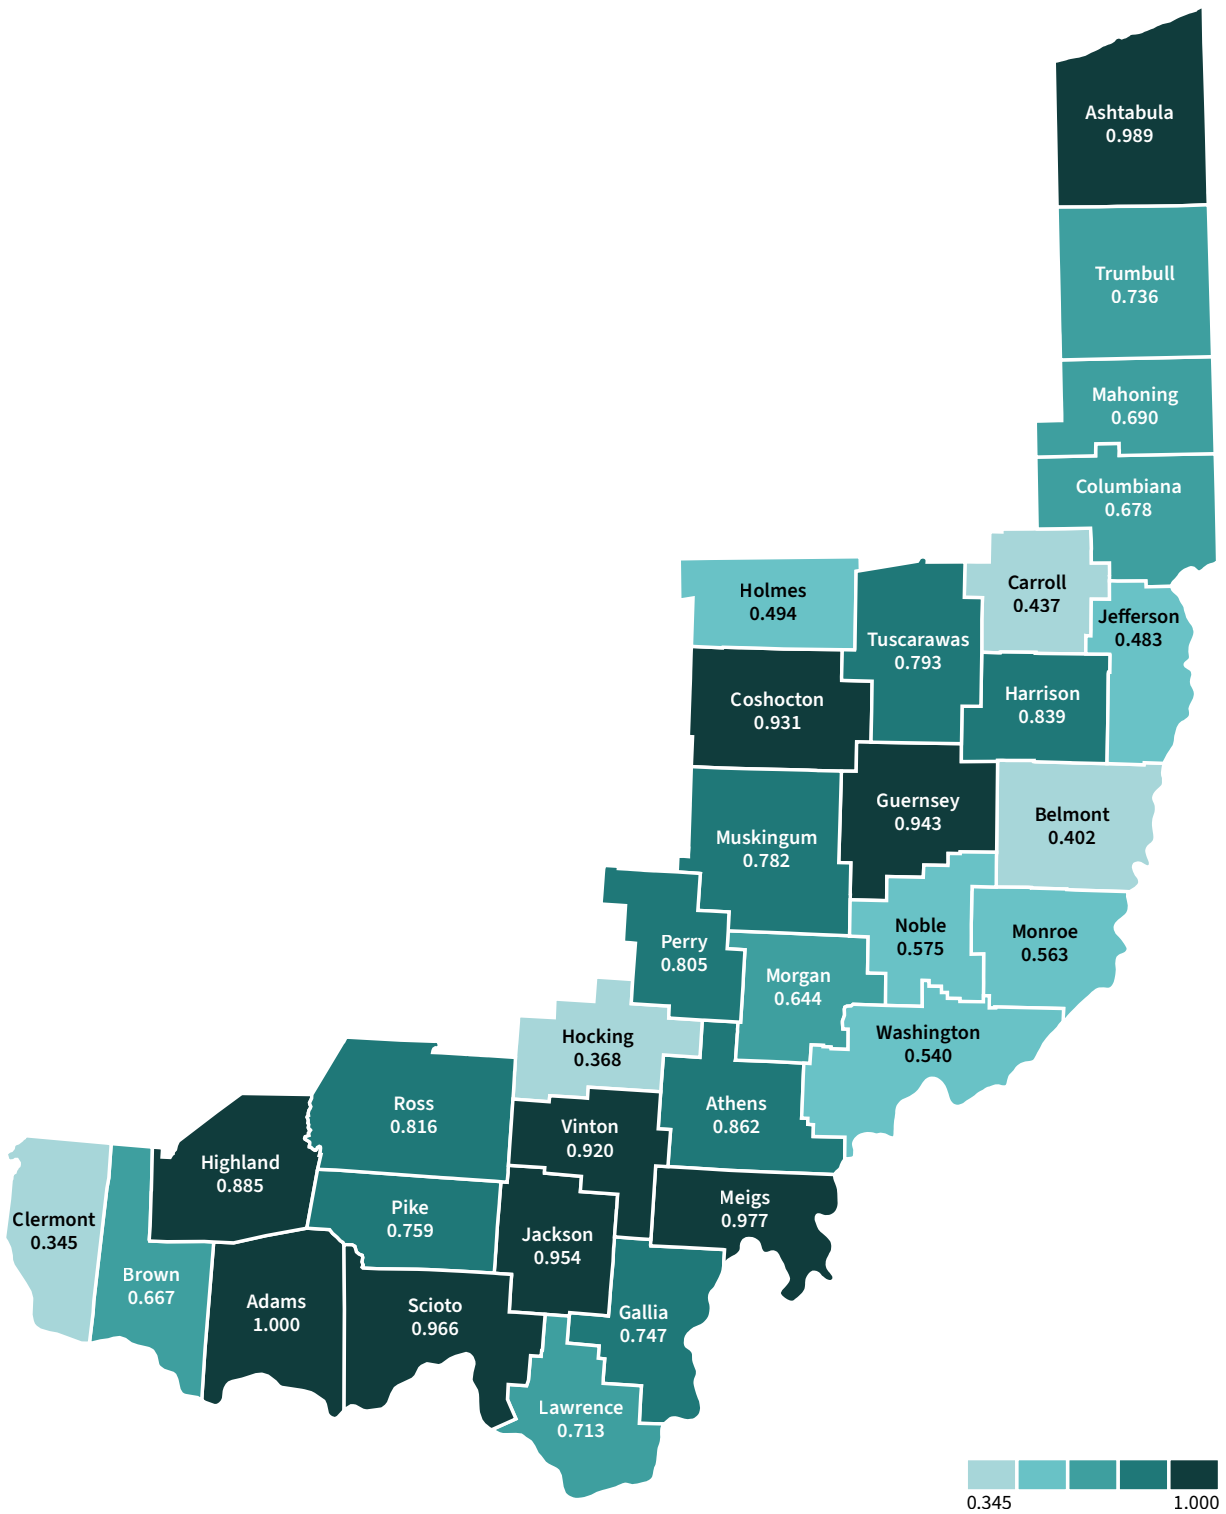 Ashtabula
0.989
Trumbull
0.736
Mahoning
0.690
Columbiana
0.678
Carroll
0.437
Holmes
0.494
Jefferson
0.483
Tuscarawas
0.793
Harrison
0.839
Coshocton
0.931
Guernsey
0.943
Belmont
0.402
Muskingum
0.782
Noble
0.575
Monroe
0.563
Perry
0.805
Morgan
0.644
Washington
0.540
Hocking
0.368
Ross
0.816
Athens
0.862
Vinton
0.920
Highland
0.885
Meigs
0.977
Pike
0.759
Clermont
0.345
Jackson
0.954
Brown
0.667
Adams
1.000
Scioto
0.966
Gallia
0.747
Lawrence
0.713
0.345
1.000